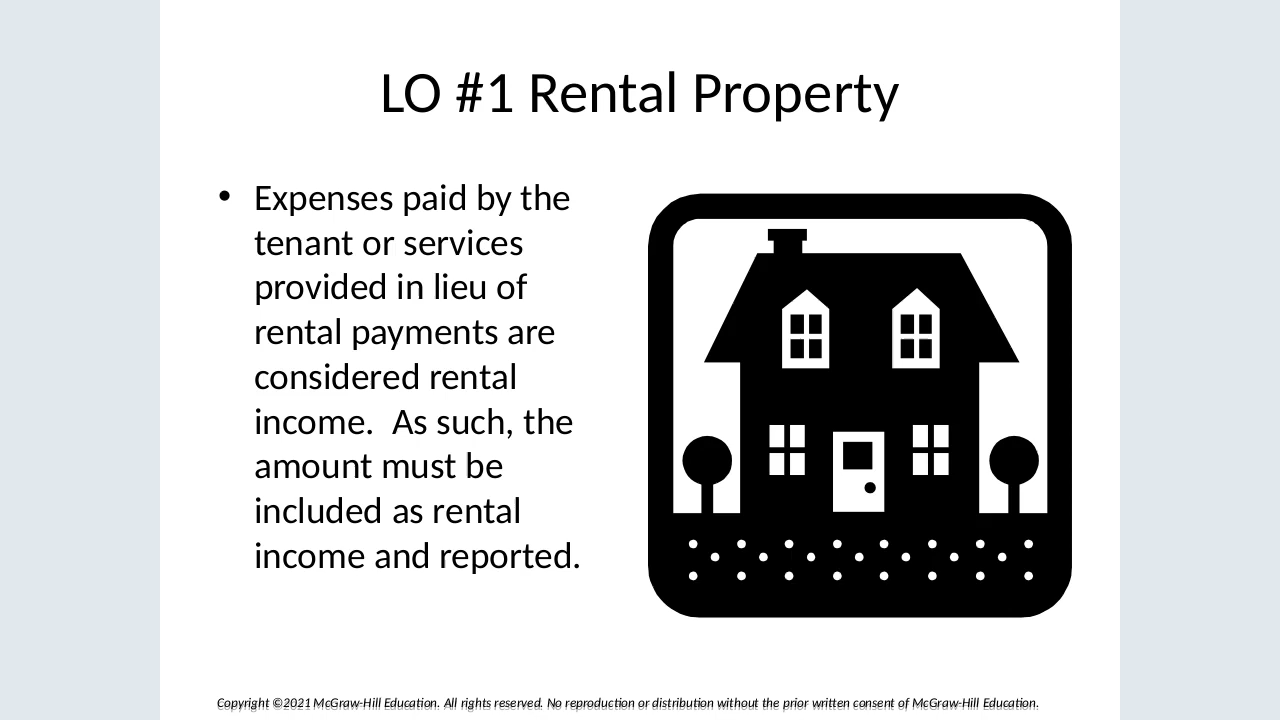 LO #1 Rental Property
• Expenses paid by the
tenant or services
provided in lieu of
rental payments are
considered rental
income.  As such, the
amount must be
included as rental
income and reported.
Copyright ©2021 McGraw-Hill Education. All rights reserved. No reproduction or distribution without the prior written consent of McGraw-Hill Education.